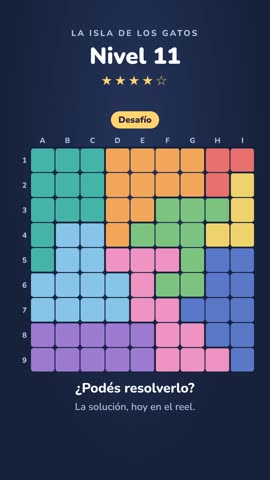 LA ISLA DE LOS GATOS
Nivel 11
★★★★☆
Desafío
A B C D E F G H I
1
2
3
4
5
6
7
8
9
¿Podés resolverlo?
La solución, hoy en el reel.